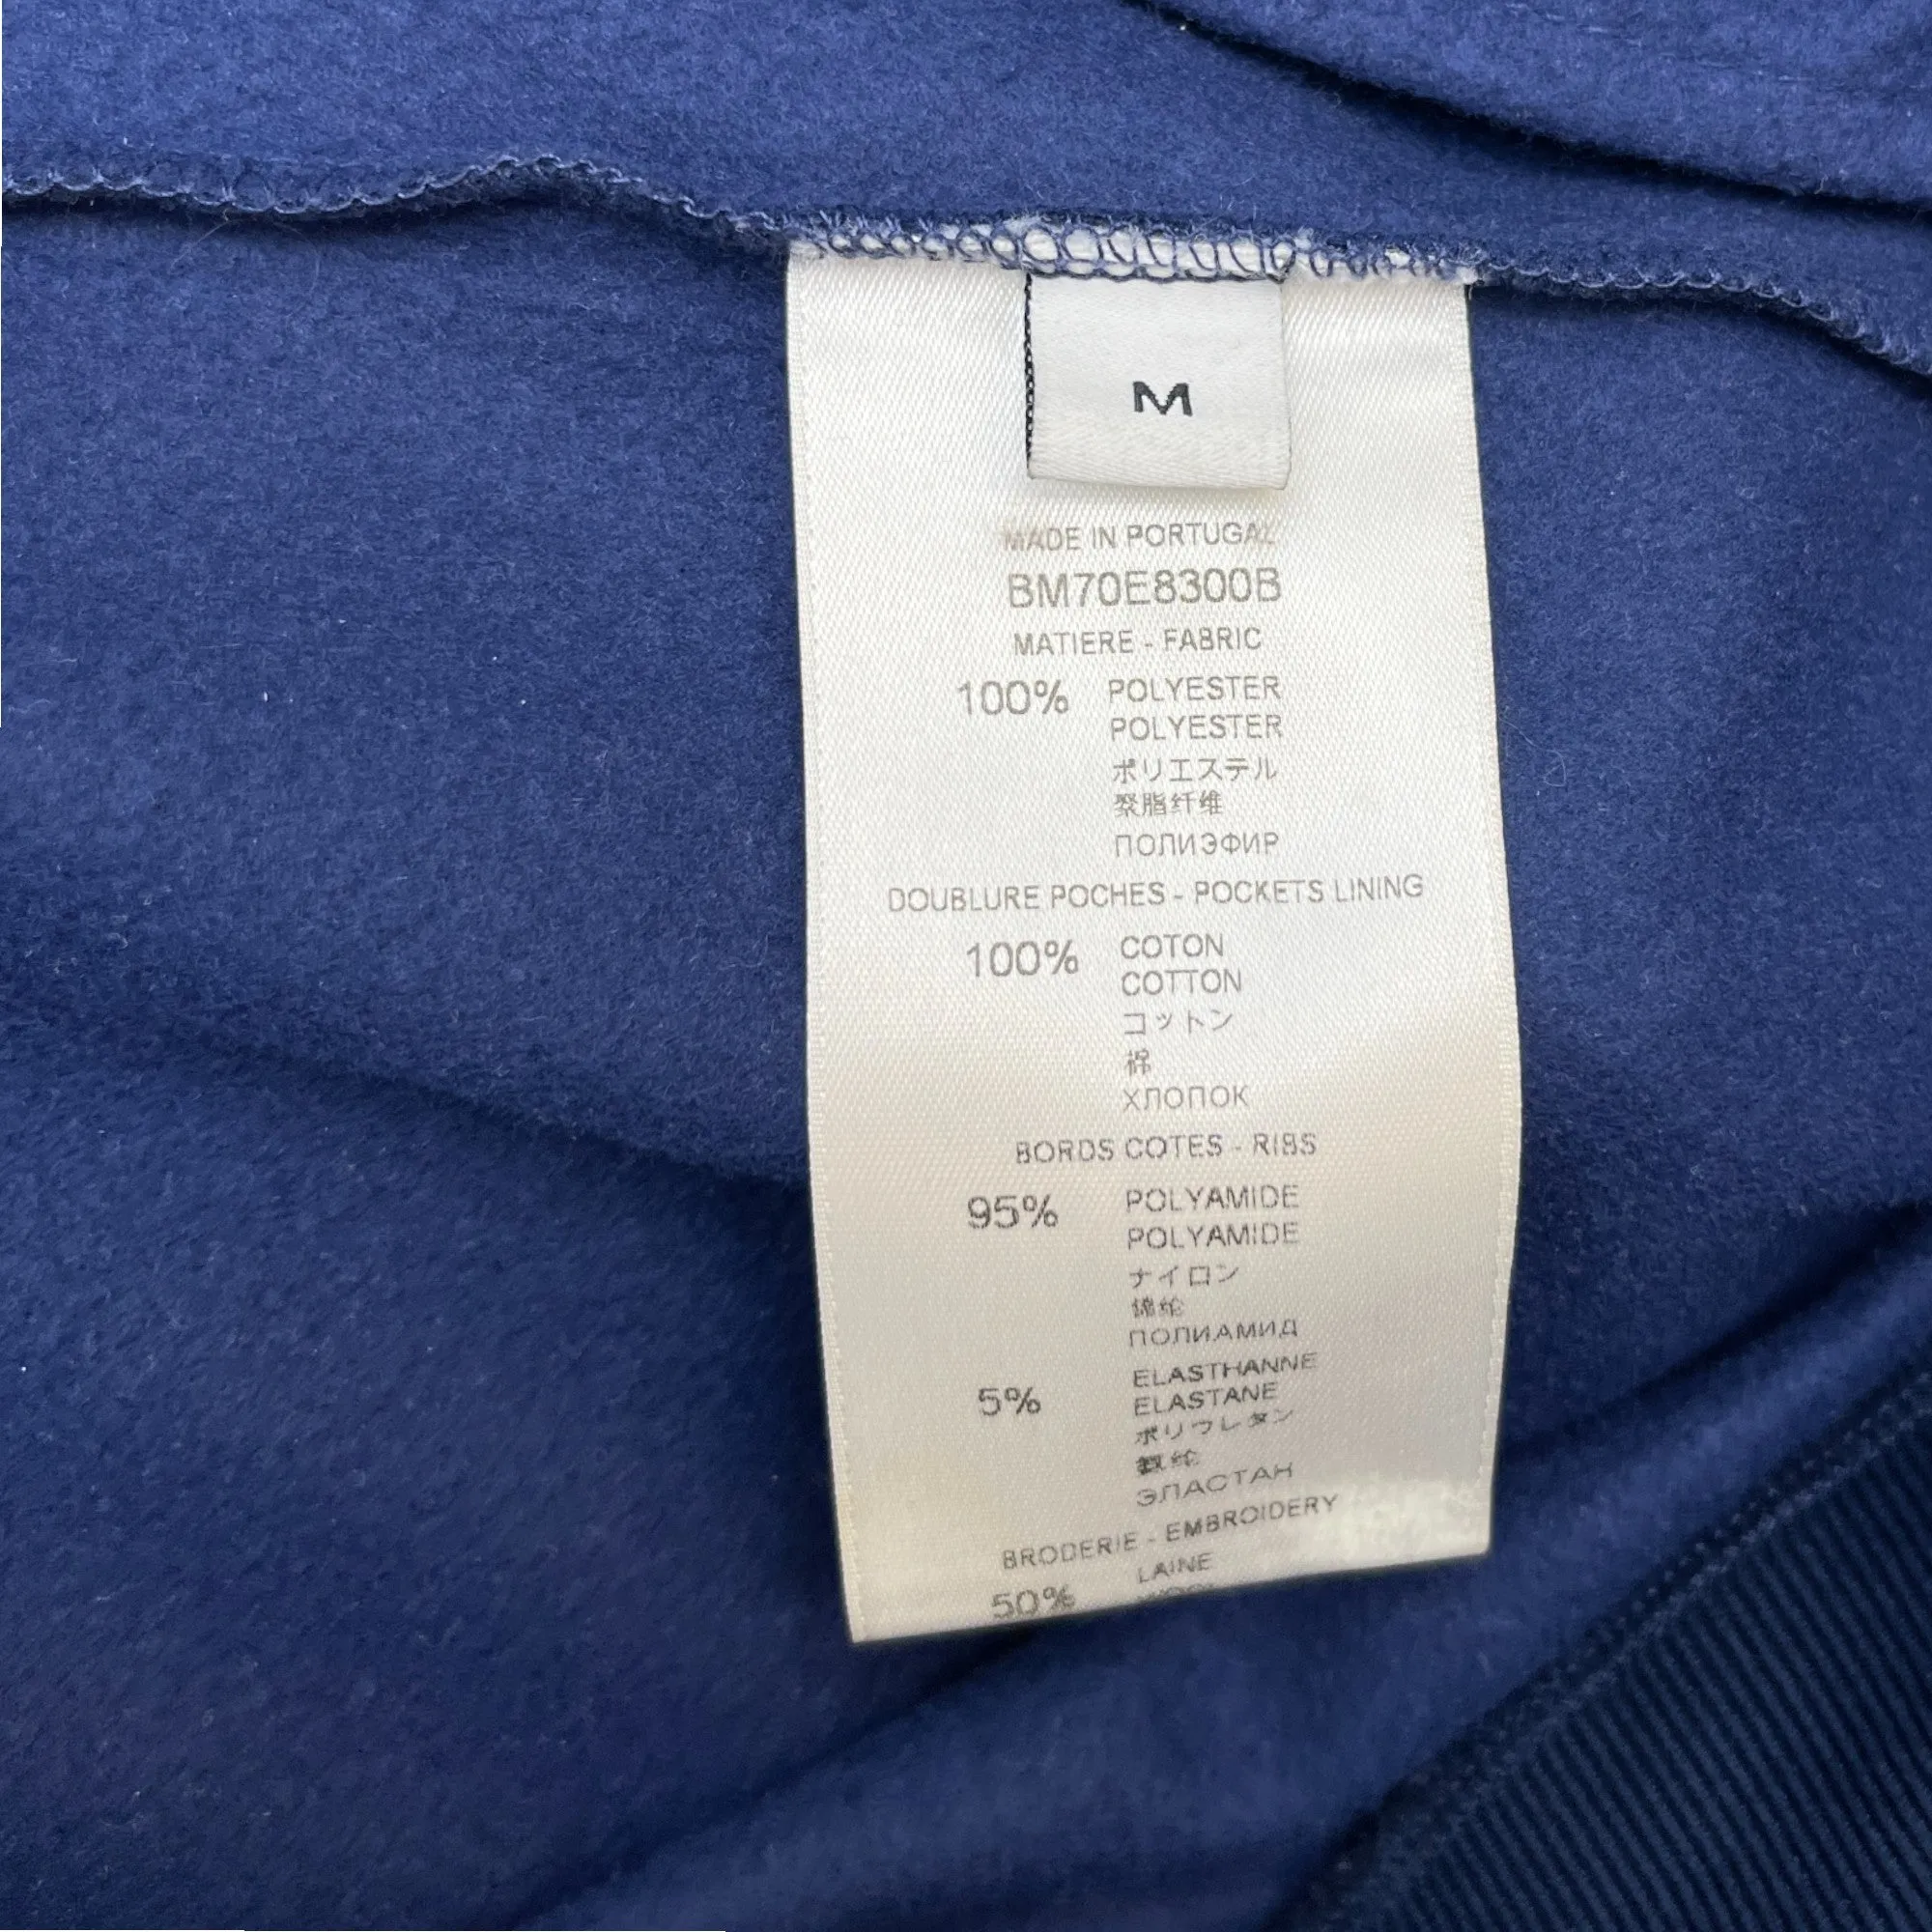 M
MADE IN PORTUGAL
BM70E8300B
MATIERE - FABRIC
100% POLYESTER
POLYESTER
ポリエステル
聚脂纤维
ПОЛИЭФИР
DOUBLURE POCHES - POCKETS LINING
100% COTON
COTTON
コットン
棉
ХЛОПОК
BORDS COTES - RIBS
95% POLYAMIDE
POLYAMIDE
ナイロン
锦纶
ПОЛИАМИД
5% ELASTHANNE
ELASTANE
ポリウレタン
氨纶
ЭЛАСТАН
BRODERIE - EMBROIDERY
50% LAINE